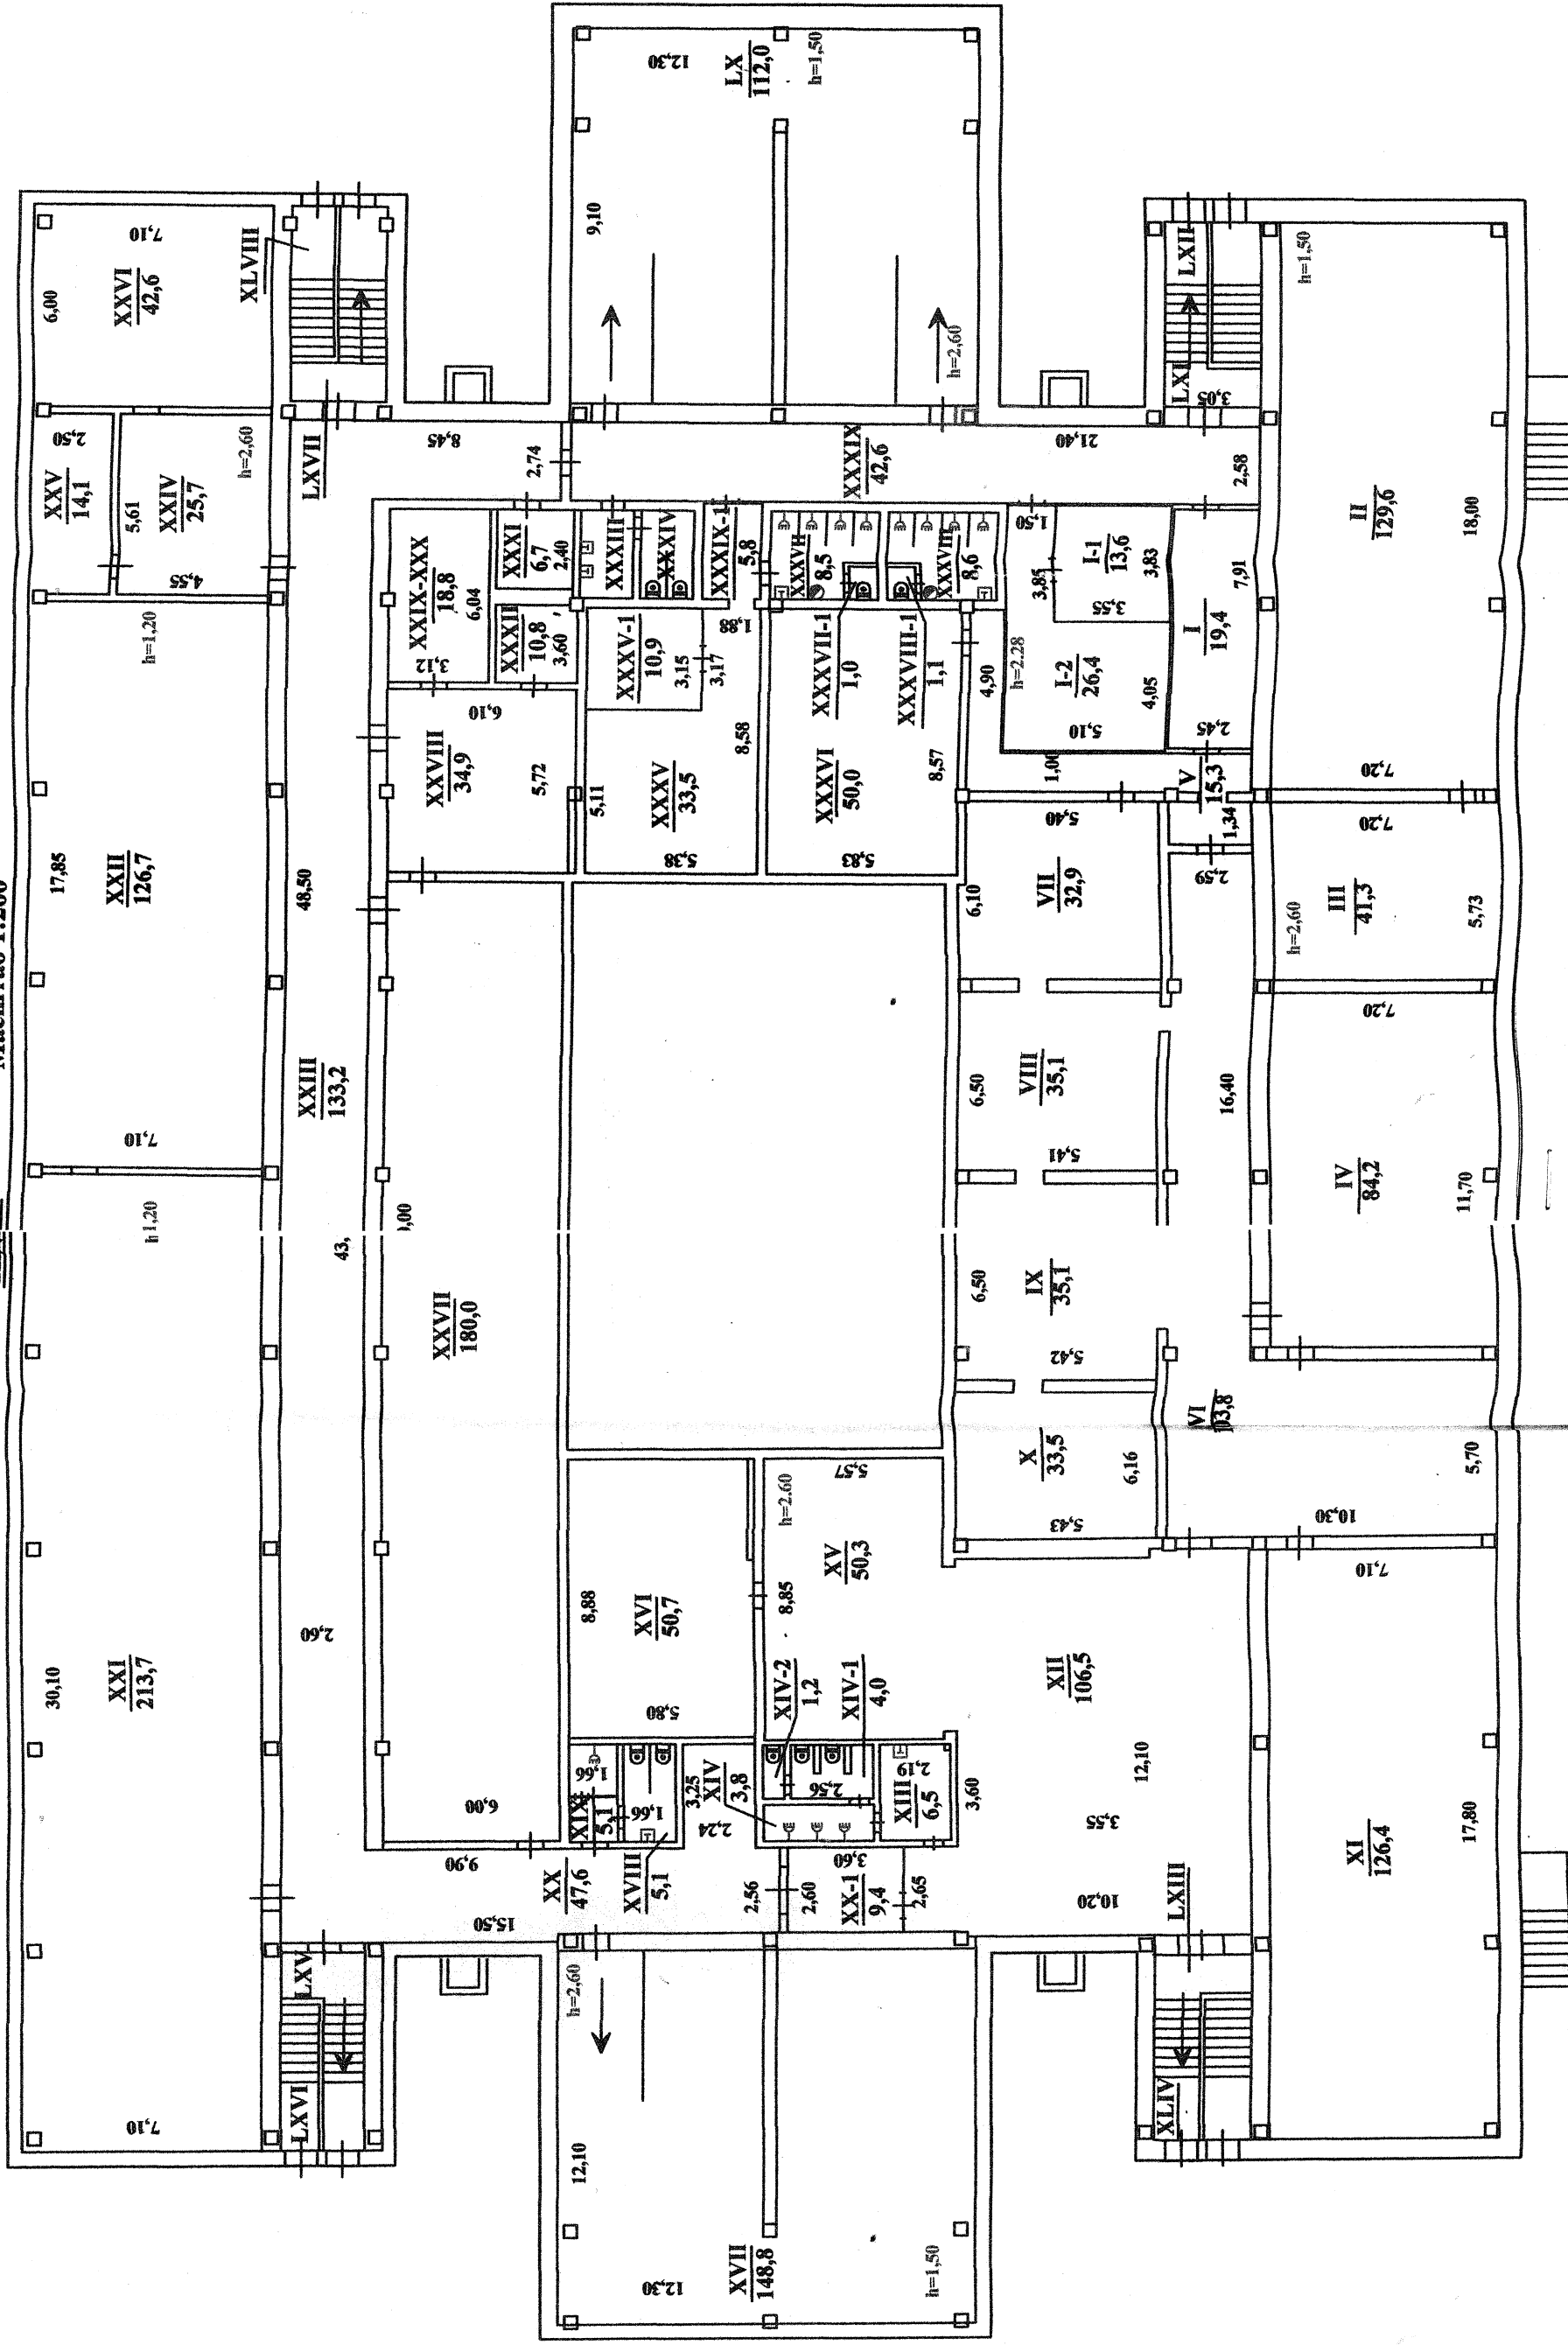 7,10
6,00
XXVI
42,6
XLVIII
2,50
XXV
14,1
5,61
XXIV
25,7
h=2,60
4,55
LXVII
h=1,20
17,85
XXII
126,7
48,50
7,10
XXIII
133,2
h 1,20
43,
),00
XXVII
180,0
30,10
XXI
213,7
2,60
6,00
9,90
7,10
LXV
LXVI
15,50
12,30
LX
112,0
h=1,50
9,10
h=2,60
8,45
2,74
XXXIX
42,6
21,40
2,58
XXIX-XXX
18,8
6,04
3,12
XXXI
6,7
2,40
XXXII
10,8
3,60
XXXIII
XXXIV
XXXIX-1
5,8
XXVIII
34,9
6,10
5,72
XXXV-1
10,9
3,15
3,17
1,88
XXXV
33,5
5,11
5,38
8,58
XXXVII
8,5
XXXVIII
8,6
XXXVII-1
1,0
XXXVIII-1
1,1
XXXVI
50,0
5,83
8,57
4,90
h=2.28
1,50
I-1
13,6
3,85
3,83
3,55
I-2
26,4
4,05
5,10
I
19,4
7,91
2,45
LXI
LXII
3,05
h=1,50
II
129,6
18,00
7,20
1,00
V
15,3
1,34
2,59
5,40
VII
32,9
6,10
7,20
III
41,3
h=2,60
5,73
7,20
VIII
35,1
6,50
5,41
16,40
IV
84,2
11,70
IX
35,1
6,50
5,42
X
33,5
6,16
5,43
VI
103,8
5,70
10,30
XVI
50,7
8,88
5,80
5,57
h=2.60
XV
50,3
8,85
XIV-2
1,2
XIV-1
4,0
XIX
5,1
1,66
1,66
XVIII
5,1
3,25
XIV
3,8
2,24
2,56
XIII
6,5
2,19
3,60
XX
47,6
2,56
2,60
3,60
XX-1
9,4
2,65
XII
106,5
12,10
3,55
10,20
LXIII
XLIV
7,10
XI
126,4
17,80
h=2,60
12,10
12,30
XVII
148,8
h=1,50